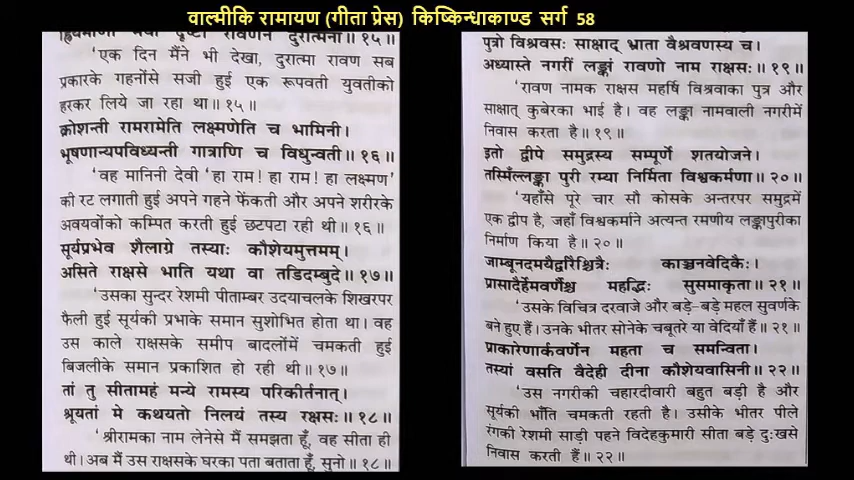 वाल्मीकि रामायण (गीता प्रेस) किष्किन्धाकाण्ड सर्ग 58
ह्रियमाणा मया दृष्टा रावणेन दुरात्मना॥ १५॥
'एक दिन मैंने भी देखा, दुरात्मा रावण सब
प्रकारके गहनोंसे सजी हुई एक रूपवती युवतीको
हरकर लिये जा रहा था॥ १५॥
क्रोशन्ती रामरामेति लक्ष्मणेति च भामिनी।
भूषणान्यपविध्यन्ती गात्राणि च विधुन्वती॥ १६॥
'वह मानिनी देवी 'हा राम! हा राम! हा लक्ष्मण'
की रट लगाती हुई अपने गहने फेंकती और अपने शरीरके
अवयवोंको कम्पित करती हुई छटपटा रही थी॥ १६॥
सूर्यप्रभेव शैलाग्रे तस्याः कौशेयमुत्तमम्।
असिते राक्षसे भाति यथा वा तडिदम्बुदे॥ १७॥
'उसका सुन्दर रेशमी पीताम्बर उदयाचलके शिखरपर
फैली हुई सूर्यकी प्रभाके समान सुशोभित होता था। वह
उस काले राक्षसके समीप बादलोंमें चमकती हुई
बिजलीके समान प्रकाशित हो रही थी॥ १७॥
तां तु सीतामहं मन्ये रामस्य परिकीर्तनात्।
श्रूयतां मे कथयतो निलयं तस्य रक्षसः॥ १८॥
'श्रीरामका नाम लेनेसे मैं समझता हूँ, वह सीता ही
थी। अब मैं उस राक्षसके घरका पता बताता हूँ, सुनो॥ १८॥
पुत्रो विश्रवसः साक्षाद् भ्राता वैश्रवणस्य च।
अध्यास्ते नगरीं लङ्कां रावणो नाम राक्षसः॥ १९॥
'रावण नामक राक्षस महर्षि विश्रवाका पुत्र और
साक्षात् कुबेरका भाई है। वह लङ्का नामवाली नगरीमें
निवास करता है॥ १९॥
इतो द्वीपे समुद्रस्य सम्पूर्णे शतयोजने।
तस्मिँल्लङ्का पुरी रम्या निर्मिता विश्वकर्मणा॥ २०॥
'यहाँसे पूरे चार सौ कोसके अन्तरपर समुद्रमें
एक द्वीप है, जहाँ विश्वकर्माने अत्यन्त रमणीय लङ्कापुरीका
निर्माण किया है॥ २०॥
जाम्बूनदमयैर्द्वारैश्चित्रैः काञ्चनवेदिकैः।
प्रासादैर्हेमवर्णैश्च महद्भिः सुसमाकृता॥ २१॥
'उसके विचित्र दरवाजे और बड़े-बड़े महल सुवर्णके
बने हुए हैं। उनके भीतर सोनेके चबूतरे या वेदियाँ हैं॥ २१॥
प्राकारेणार्कवर्णेन महता च समन्विता।
तस्यां वसति वैदेही दीना कौशेयवासिनी॥ २२॥
'उस नगरीकी चहारदीवारी बहुत बड़ी है और
सूर्यकी भाँति चमकती रहती है। उसीके भीतर पीले
रंगकी रेशमी साड़ी पहने विदेहकुमारी सीता बड़े दुःखसे
निवास करती हैं॥ २२॥